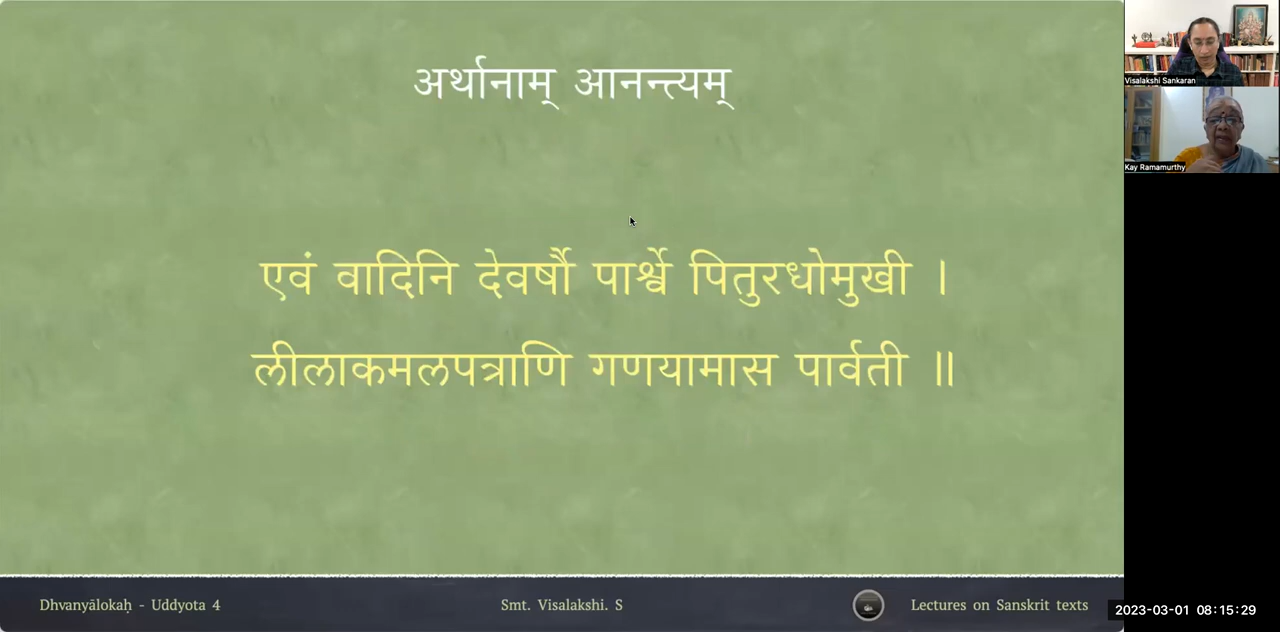 अर्थानाम् आनन्त्यम्
Visalakshi Sankaran
Kay Ramamurthy
एवं वादिनि देवर्षौ पार्श्वे पितुरधोमुखी ।
लीलाकमलपत्राणि गणयामास पार्वती ॥
Dhvanyālokaḥ - Uddyota 4
Smt. Visalakshi. S
Lectures on Sanskrit texts
2023-03-01 08:15:29